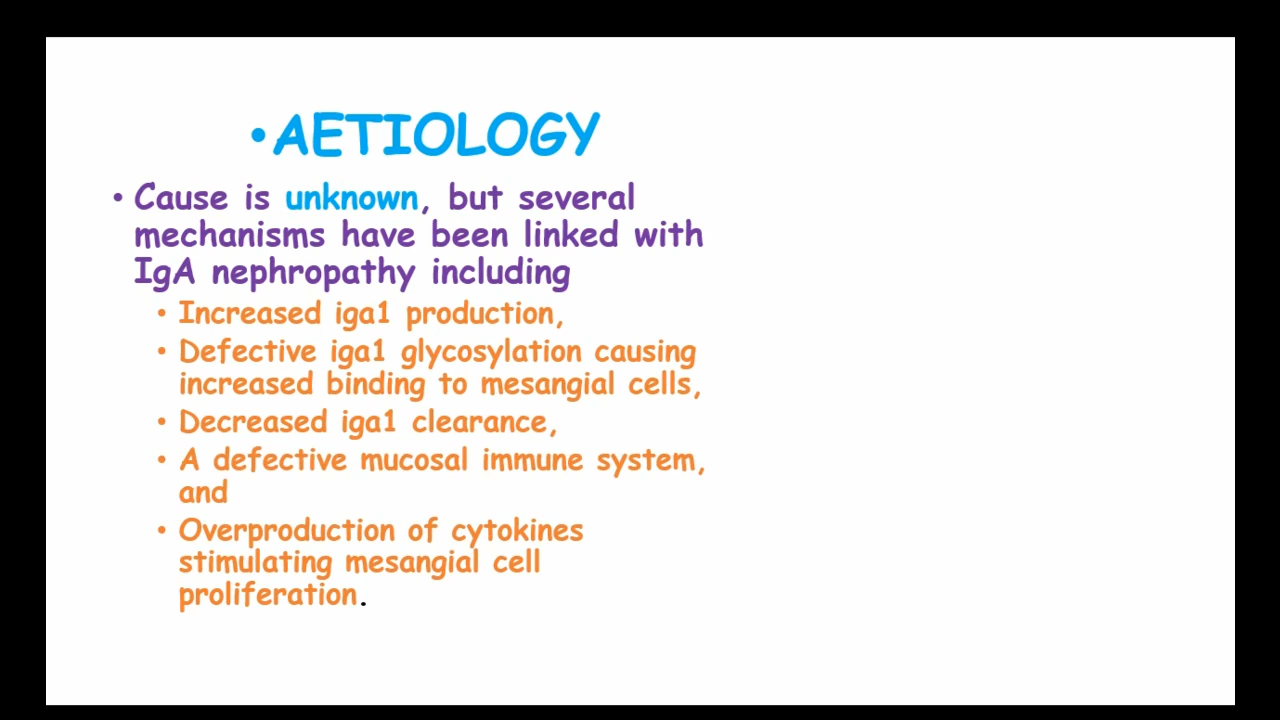 •AETIOLOGY
• Cause is unknown, but several
mechanisms have been linked with
IgA nephropathy including
• Increased iga1 production,
• Defective iga1 glycosylation causing
increased binding to mesangial cells,
• Decreased iga1 clearance,
• A defective mucosal immune system,
and
• Overproduction of cytokines
stimulating mesangial cell
proliferation.